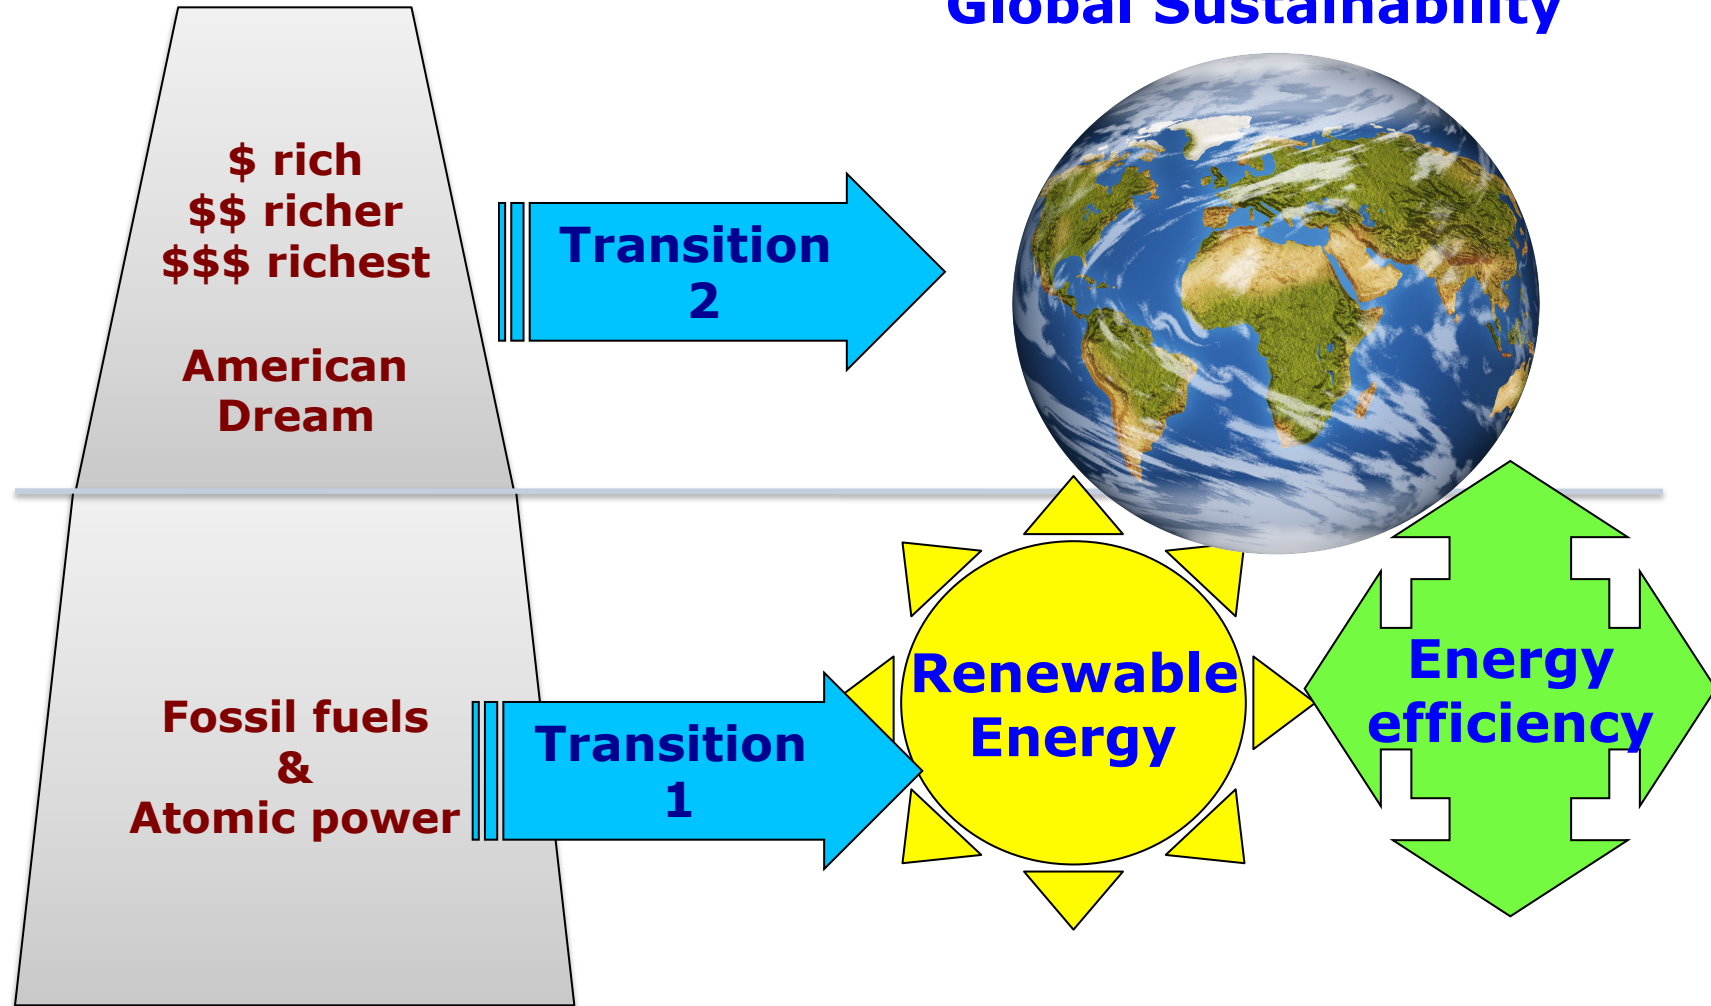 Global Sustainability
$ rich
$$ richer
$$$ richest
American
Dream
Transition
2
Fossil fuels
&
Atomic power
Transition
1
Renewable
Energy
Energy
efficiency